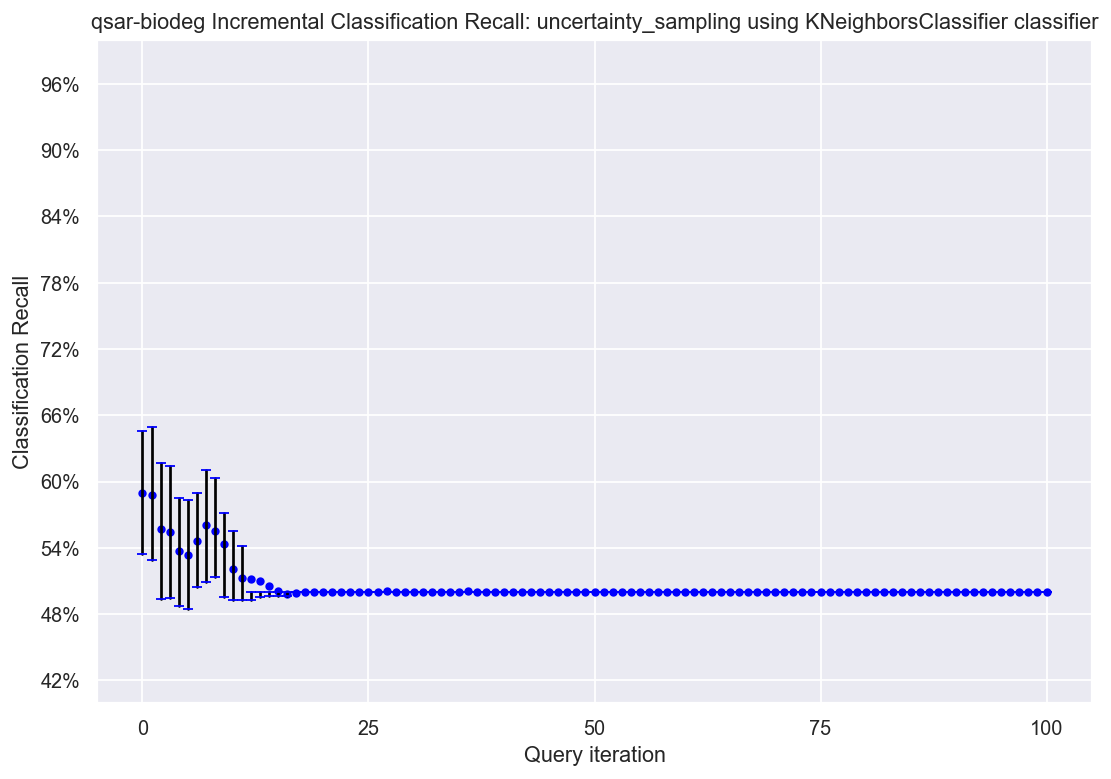 qsar-biodeg Incremental Classification Recall: uncertainty_sampling using KNeighborsClassifier classifier
96%
90%
84%
78%
72%
66%
60%
54%
48%
42%
Classification Recall
0 25 50 75 100
Query iteration